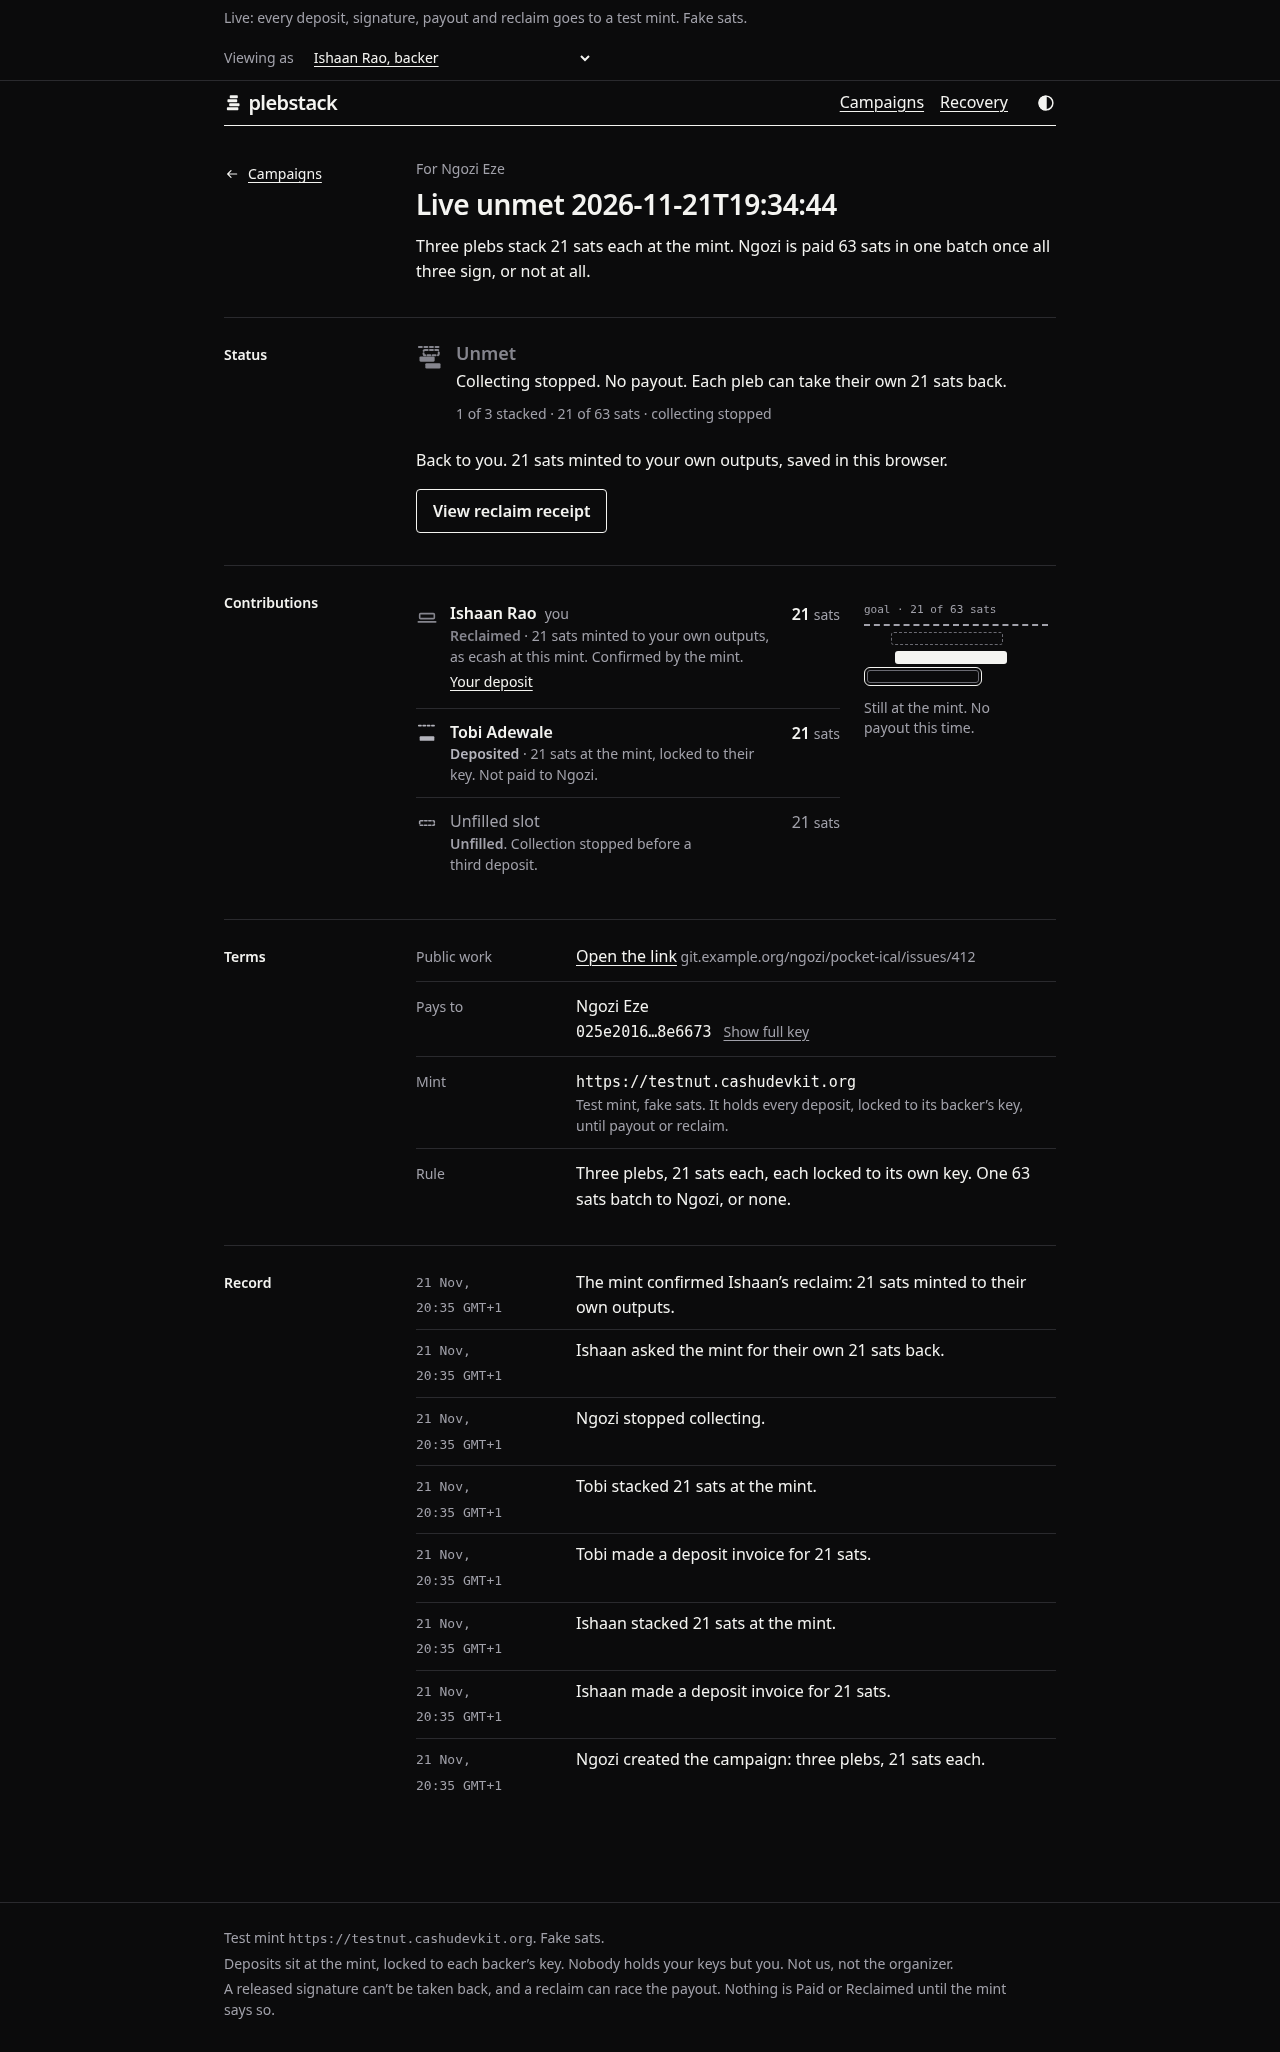 Live: every deposit, signature, payout and reclaim goes to a test mint. Fake sats.
Viewing as Ishaan Rao, backer
plebstack
Campaigns Recovery
← Campaigns
For Ngozi Eze
Live unmet 2026-11-21T19:34:44
Three plebs stack 21 sats each at the mint. Ngozi is paid 63 sats in one batch once all
three sign, or not at all.
Status
Unmet
Collecting stopped. No payout. Each pleb can take their own 21 sats back.
1 of 3 stacked · 21 of 63 sats · collecting stopped
Back to you. 21 sats minted to your own outputs, saved in this browser.
View reclaim receipt
Contributions
Ishaan Rao you
21 sats
Reclaimed · 21 sats minted to your own outputs,
as ecash at this mint. Confirmed by the mint.
Your deposit
Tobi Adewale
21 sats
Deposited · 21 sats at the mint, locked to their
key. Not paid to Ngozi.
Unfilled slot
21 sats
Unfilled. Collection stopped before a
third deposit.
goal · 21 of 63 sats
Still at the mint. No
payout this time.
Terms
Public work
Open the link git.example.org/ngozi/pocket-ical/issues/412
Pays to
Ngozi Eze
025e2016…8e6673 Show full key
Mint
https://testnut.cashudevkit.org
Test mint, fake sats. It holds every deposit, locked to its backer’s key,
until payout or reclaim.
Rule
Three plebs, 21 sats each, each locked to its own key. One 63
sats batch to Ngozi, or none.
Record
21 Nov,
20:35 GMT+1
The mint confirmed Ishaan’s reclaim: 21 sats minted to their
own outputs.
21 Nov,
20:35 GMT+1
Ishaan asked the mint for their own 21 sats back.
21 Nov,
20:35 GMT+1
Ngozi stopped collecting.
21 Nov,
20:35 GMT+1
Tobi stacked 21 sats at the mint.
21 Nov,
20:35 GMT+1
Tobi made a deposit invoice for 21 sats.
21 Nov,
20:35 GMT+1
Ishaan stacked 21 sats at the mint.
21 Nov,
20:35 GMT+1
Ishaan made a deposit invoice for 21 sats.
21 Nov,
20:35 GMT+1
Ngozi created the campaign: three plebs, 21 sats each.
Test mint https://testnut.cashudevkit.org. Fake sats.
Deposits sit at the mint, locked to each backer’s key. Nobody holds your keys but you. Not us, not the organizer.
A released signature can’t be taken back, and a reclaim can race the payout. Nothing is Paid or Reclaimed until the mint
says so.